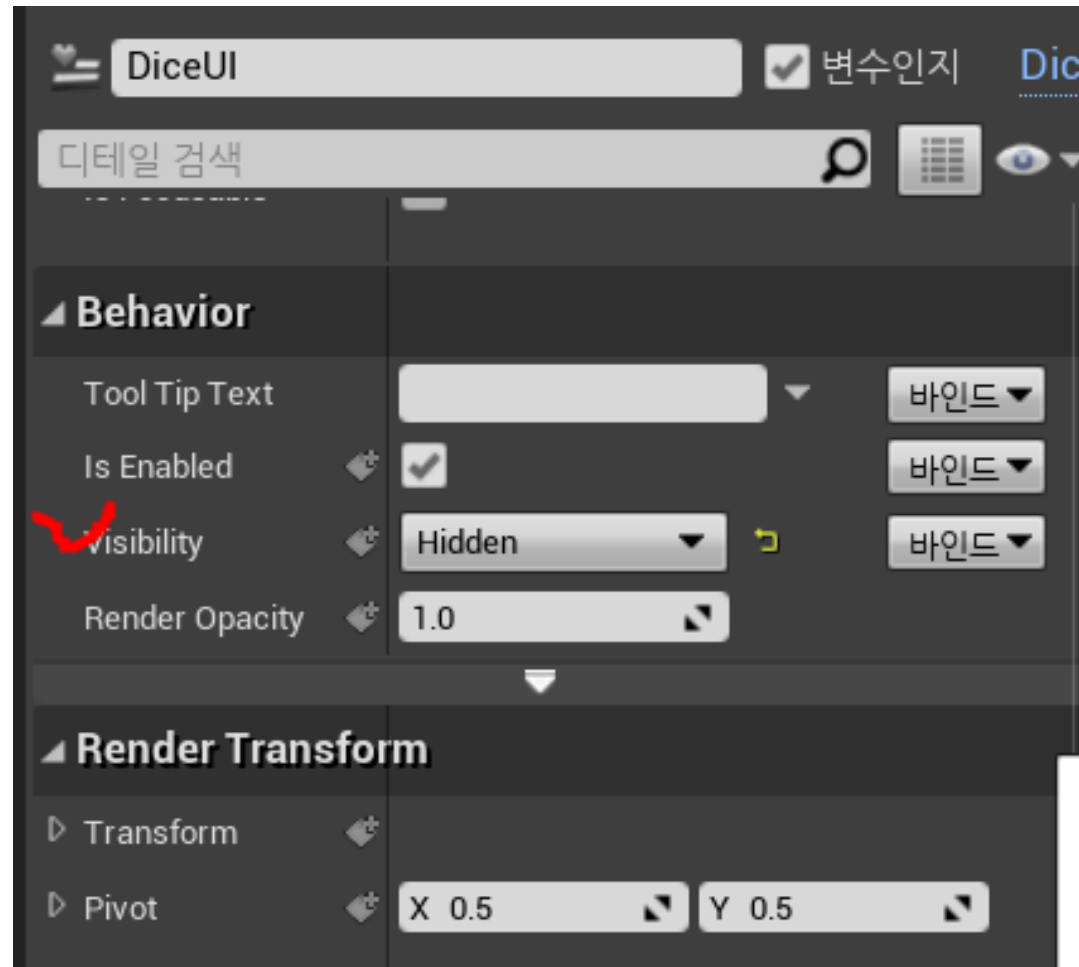 DiceUI 변수인지 Dic
디테일 검색
Behavior
Tool Tip Text 바인드
Is Enabled 바인드
Visibility Hidden 바인드
Render Opacity 1.0
Render Transform
Transform
Pivot X 0.5 Y 0.5